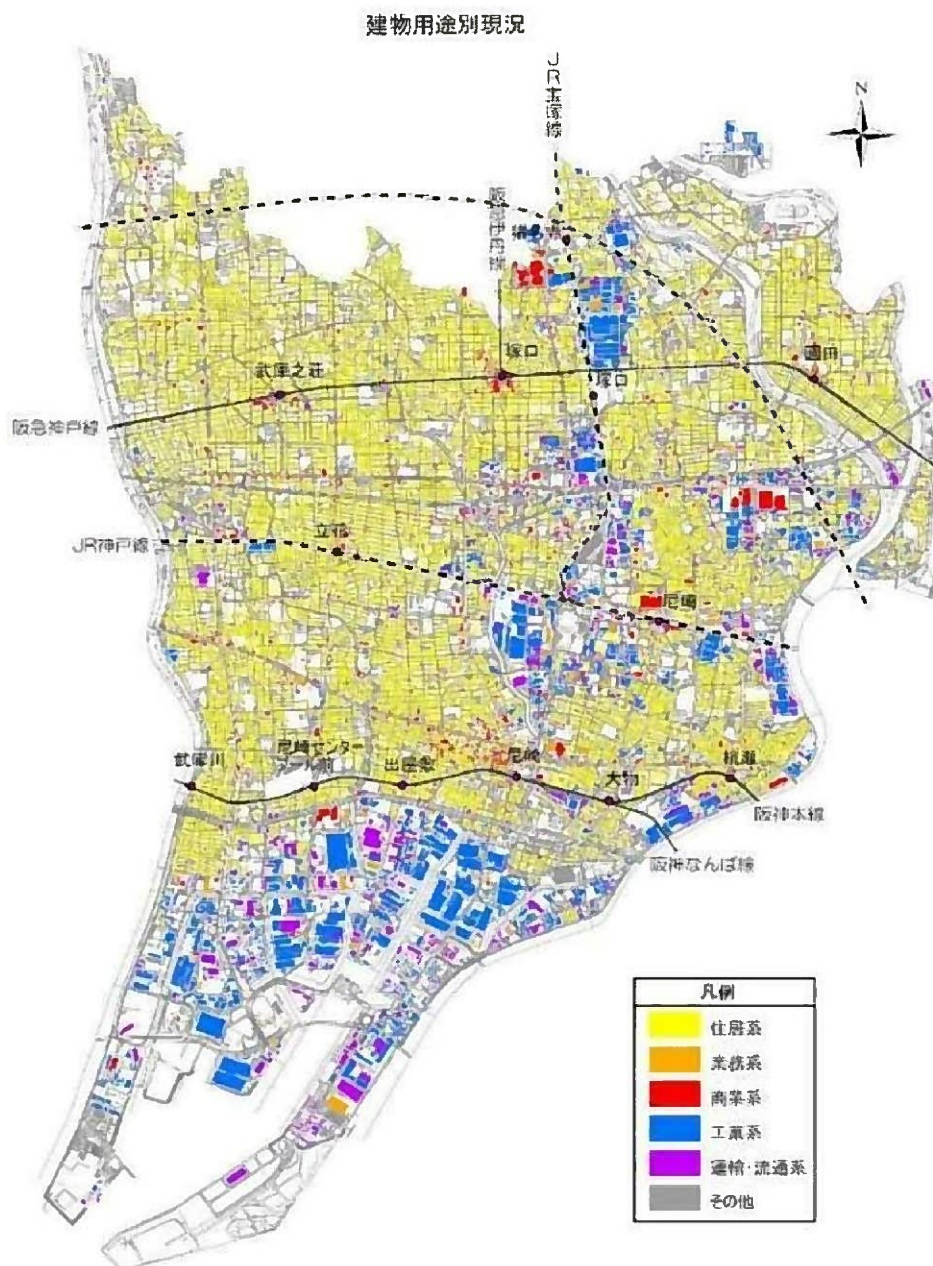 建物用途別現況
JR宝塚線
N
阪急伊丹線
塚口
塚口
武庫之荘
園田
阪急神戸線
立花
JR神戸線
尼崎
武庫川
尼崎センター
プール前
出屋敷
尼崎
大物
杭瀬
阪神本線
阪神なんば線
凡例
住居系
業務系
商業系
工業系
運輸・流通系
その他